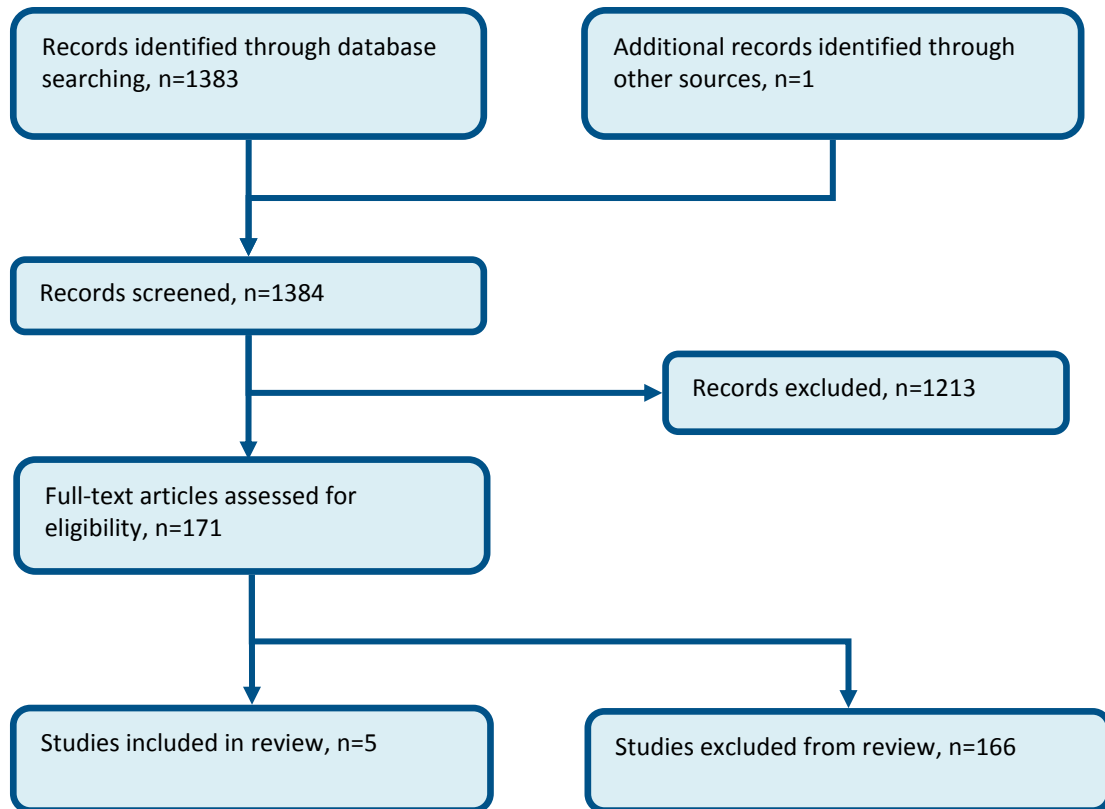 Records identified through database
searching, n=1383
Additional records identified through
other sources, n=1
Records screened, n=1384
Records excluded, n=1213
Full-text articles assessed for
eligibility, n=171
Studies included in review, n=5
Studies excluded from review, n=166